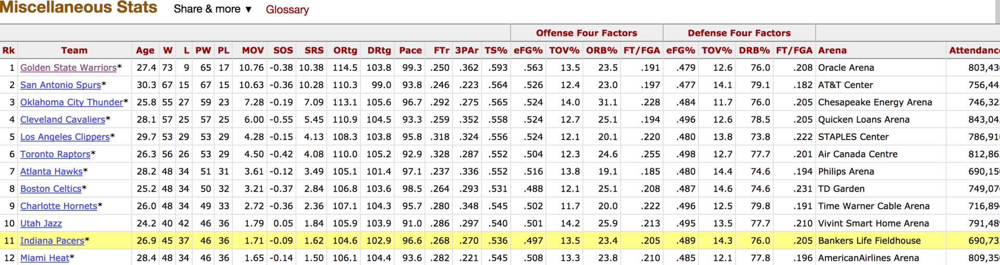 Miscellaneous Stats Share & more ▼ Glossary
Offense Four Factors Defense Four Factors
Rk Team Age W L PW PL MOV SOS SRS ORtg DRtg Pace FTr 3PAr TS% eFG% TOV% ORB% FT/FGA eFG% TOV% DRB% FT/FGA Arena
1 Golden State Warriors* 27.4 73 9 65 17 10.76 -0.38 10.38 114.5 103.8 99.3 .250 .362 .593 .563 13.5 23.5 .191 .479 12.6 76.0 .208 Oracle Arena
2 San Antonio Spurs* 30.3 67 15 67 15 10.63 -0.36 10.28 110.3 99.0 93.8 .246 .223 .564 .526 12.4 23.0 .197 .477 14.1 79.1 .182 AT&T Center
3 Oklahoma City Thunder* 25.8 55 27 59 23 7.28 -0.19 7.09 113.1 105.6 96.7 .292 .275 .565 .524 14.0 31.1 .228 .484 11.7 76.0 .205 Chesapeake Energy Arena
4 Cleveland Cavaliers* 28.1 57 25 57 25 6.00 -0.55 5.45 110.9 104.5 93.3 .259 .352 .558 .524 12.7 25.1 .194 .496 12.6 78.5 .205 Quicken Loans Arena
5 Los Angeles Clippers* 29.7 53 29 53 29 4.28 -0.15 4.13 108.3 103.8 95.8 .318 .324 .556 .524 12.1 20.1 .220 .480 13.8 73.8 .222 STAPLES Center
6 Toronto Raptors* 26.3 56 26 53 29 4.50 -0.42 4.08 110.0 105.2 92.9 .328 .287 .552 .504 12.3 24.6 .255 .498 12.7 77.7 .201 Air Canada Centre
7 Atlanta Hawks* 28.2 48 34 51 31 3.61 -0.12 3.49 105.1 101.4 97.1 .237 .336 .552 .516 13.8 19.1 .185 .480 14.4 74.6 .194 Philips Arena
8 Boston Celtics* 25.2 48 34 50 32 3.21 -0.37 2.84 106.8 103.6 98.5 .264 .293 .531 .488 12.1 25.1 .208 .487 14.6 74.6 .231 TD Garden
9 Charlotte Hornets* 26.0 48 34 49 33 2.72 -0.36 2.36 107.1 104.3 95.7 .280 .348 .545 .502 11.7 20.0 .222 .496 12.5 79.8 .191 Time Warner Cable Arena
10 Utah Jazz 24.2 40 42 46 36 1.79 0.05 1.84 105.9 103.9 91.0 .286 .297 .540 .501 14.2 25.9 .213 .495 13.5 77.7 .210 Vivint Smart Home Arena
11 Indiana Pacers* 26.9 45 37 46 36 1.71 -0.09 1.62 104.6 102.9 96.6 .268 .270 .536 .497 13.5 23.4 .205 .489 14.3 76.0 .205 Bankers Life Fieldhouse
12 Miami Heat* 28.4 48 34 46 36 1.65 -0.14 1.50 106.1 104.4 93.6 .282 .221 .545 .508 13.3 23.8 .210 .485 12.1 77.8 .196 AmericanAirlines Arena